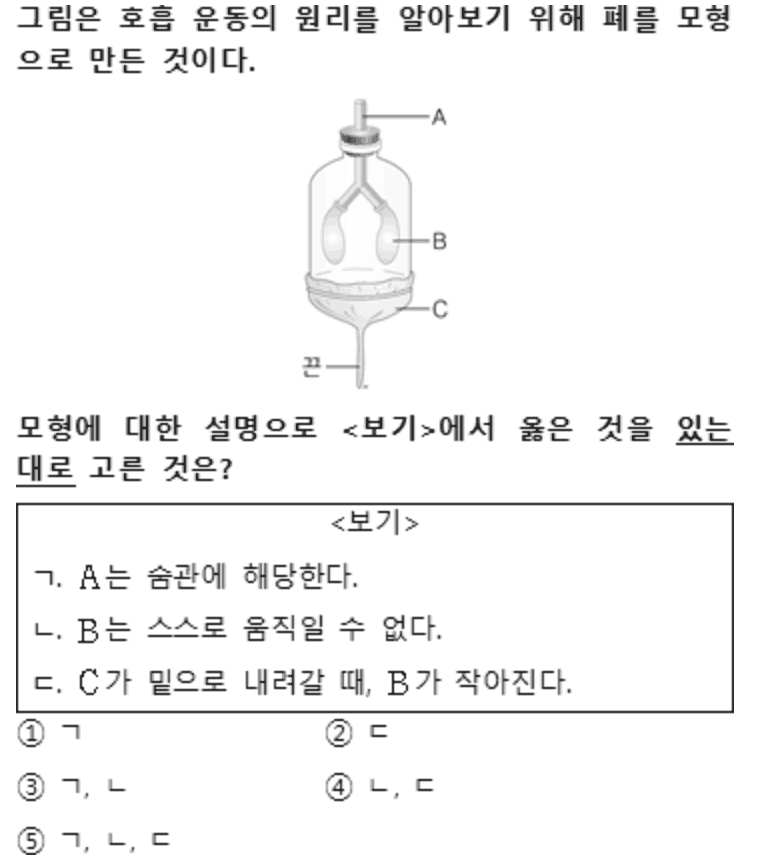 그림은 호흡 운동의 원리를 알아보기 위해 폐를 모형
으로 만든 것이다.
A
B
C
끈
모형에 대한 설명으로 <보기>에서 옳은 것을 있는
대로 고른 것은?
<보기>
ㄱ. A는 숨관에 해당한다.
ㄴ. B는 스스로 움직일 수 없다.
ㄷ. C가 밑으로 내려갈 때, B가 작아진다.
① ㄱ ② ㄷ
③ ㄱ, ㄴ ④ ㄴ, ㄷ
⑤ ㄱ, ㄴ, ㄷ